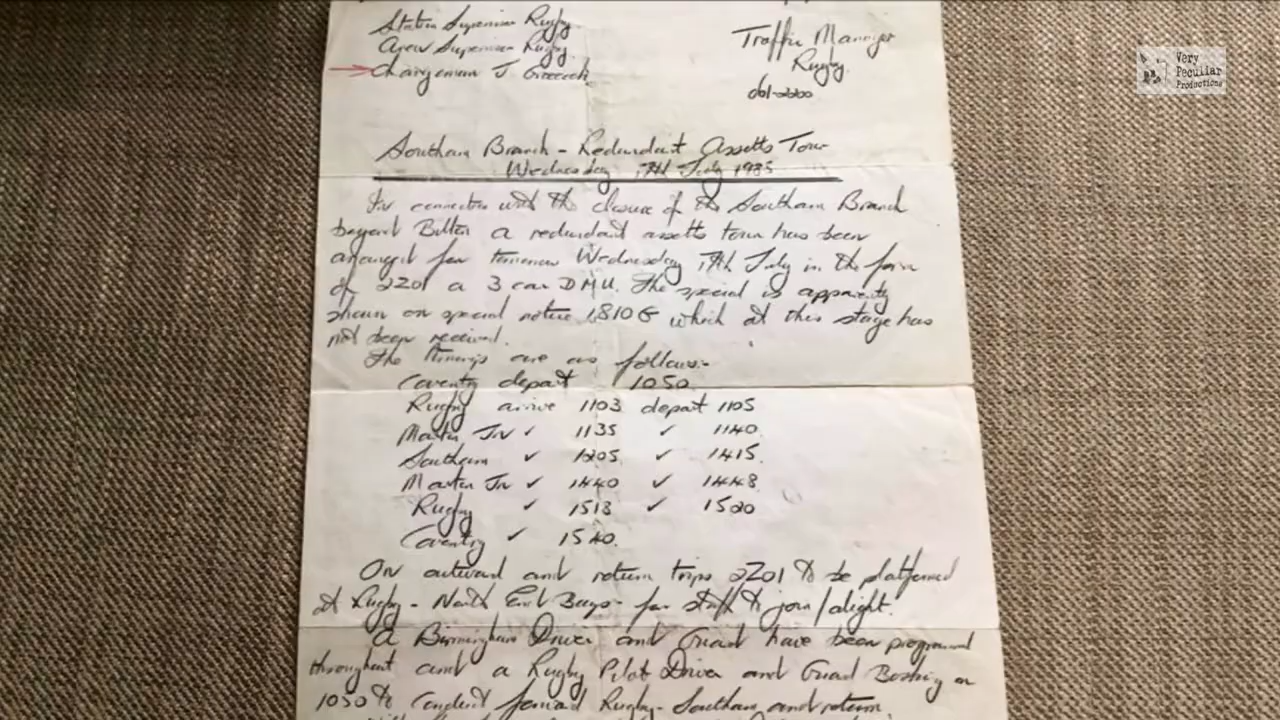 Station Supervisor Rugby
Area Supervisor Rugby
Chargeman J.
Traffic Manager
Rugby
Southam Branch - Redundant Assets Tour
Wednesday 17th July 1985
In connection with the closure of the Southam Branch
beyond Bilton a redundant assets tour has been
arranged for tomorrow Wednesday 17th July in the form
of 2Z01 a 3 car DMU. The special is apparently
shown on special notice 1810G which at this stage has
not been received.
The timings are as follows:-
Coventry depart 1050
Rugby arrive 1103 depart 1105
Marton Jn ✓ 1135 ✓ 1140
Southam ✓ 1205 ✓ 1415
Marton Jn ✓ 1440 ✓ 1448
Rugby ✓ 1513 ✓ 1520
Coventry ✓ 1540
On outward and return trips 2Z01 to be platformed
at Rugby - North End Bays - for staff to join/alight.
A Birmingham Driver and Guard have been programmed
throughout and a Rugby Pilot Driver and Guard Booking on
1030 to conduct forward Rugby - Southam and return.
Very
Peculiar
Productions